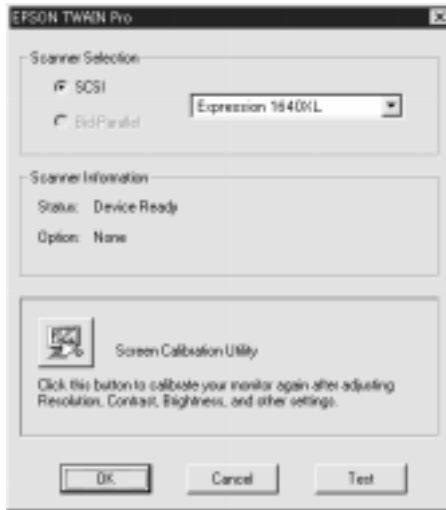 EPSON TWAIN Pro
Scanner Selection
SCSI
Expression 1640XL
Bid-Parallel
Scanner Information
Status: Device Ready
Option: None
Screen Calibration Utility
Click this button to calibrate your monitor again after adjusting
Resolution, Contrast, Brightness, and other settings.
OK Cancel Test